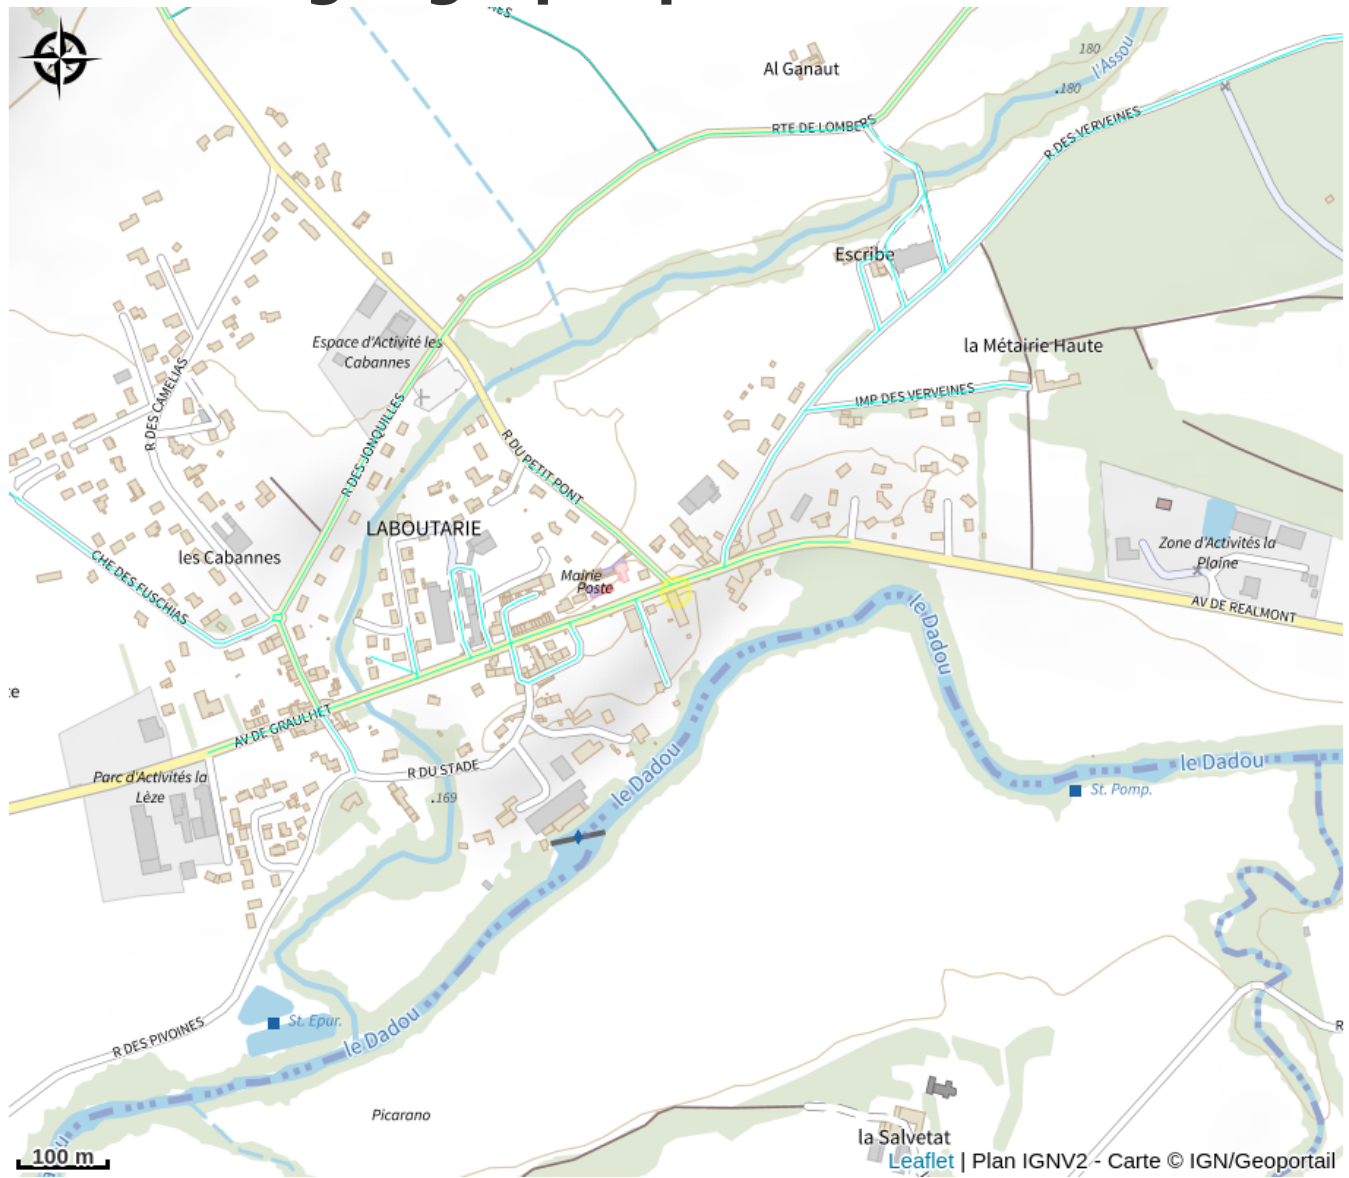 Al Ganaut
180
.180
l'Assou
RTE DE LOMBERS
R DES VERVEINES
Escribe
Espace d'Activité les
Cabannes
la Métairie Haute
R DES CAMELIAS
R DES JONQUILLES
IMP DES VERVEINES
R DU PETIT PONT
LABOUTARIE
les Cabannes
Zone d'Activités la
Plaine
CHE DES FUSCHIAS
Mairie
Poste
AV DE REALMONT
le Dadou
AV DE GRAULHET
R DU STADE
le Dadou
le Dadou
Parc d'Activités la
Lèze
.169
St. Pomp.
St. Epur.
le Dadou
R DES PIVOINES
Picarano
la Salvetat
100 m
Leaflet | Plan IGNV2 - Carte © IGN/Geoportail